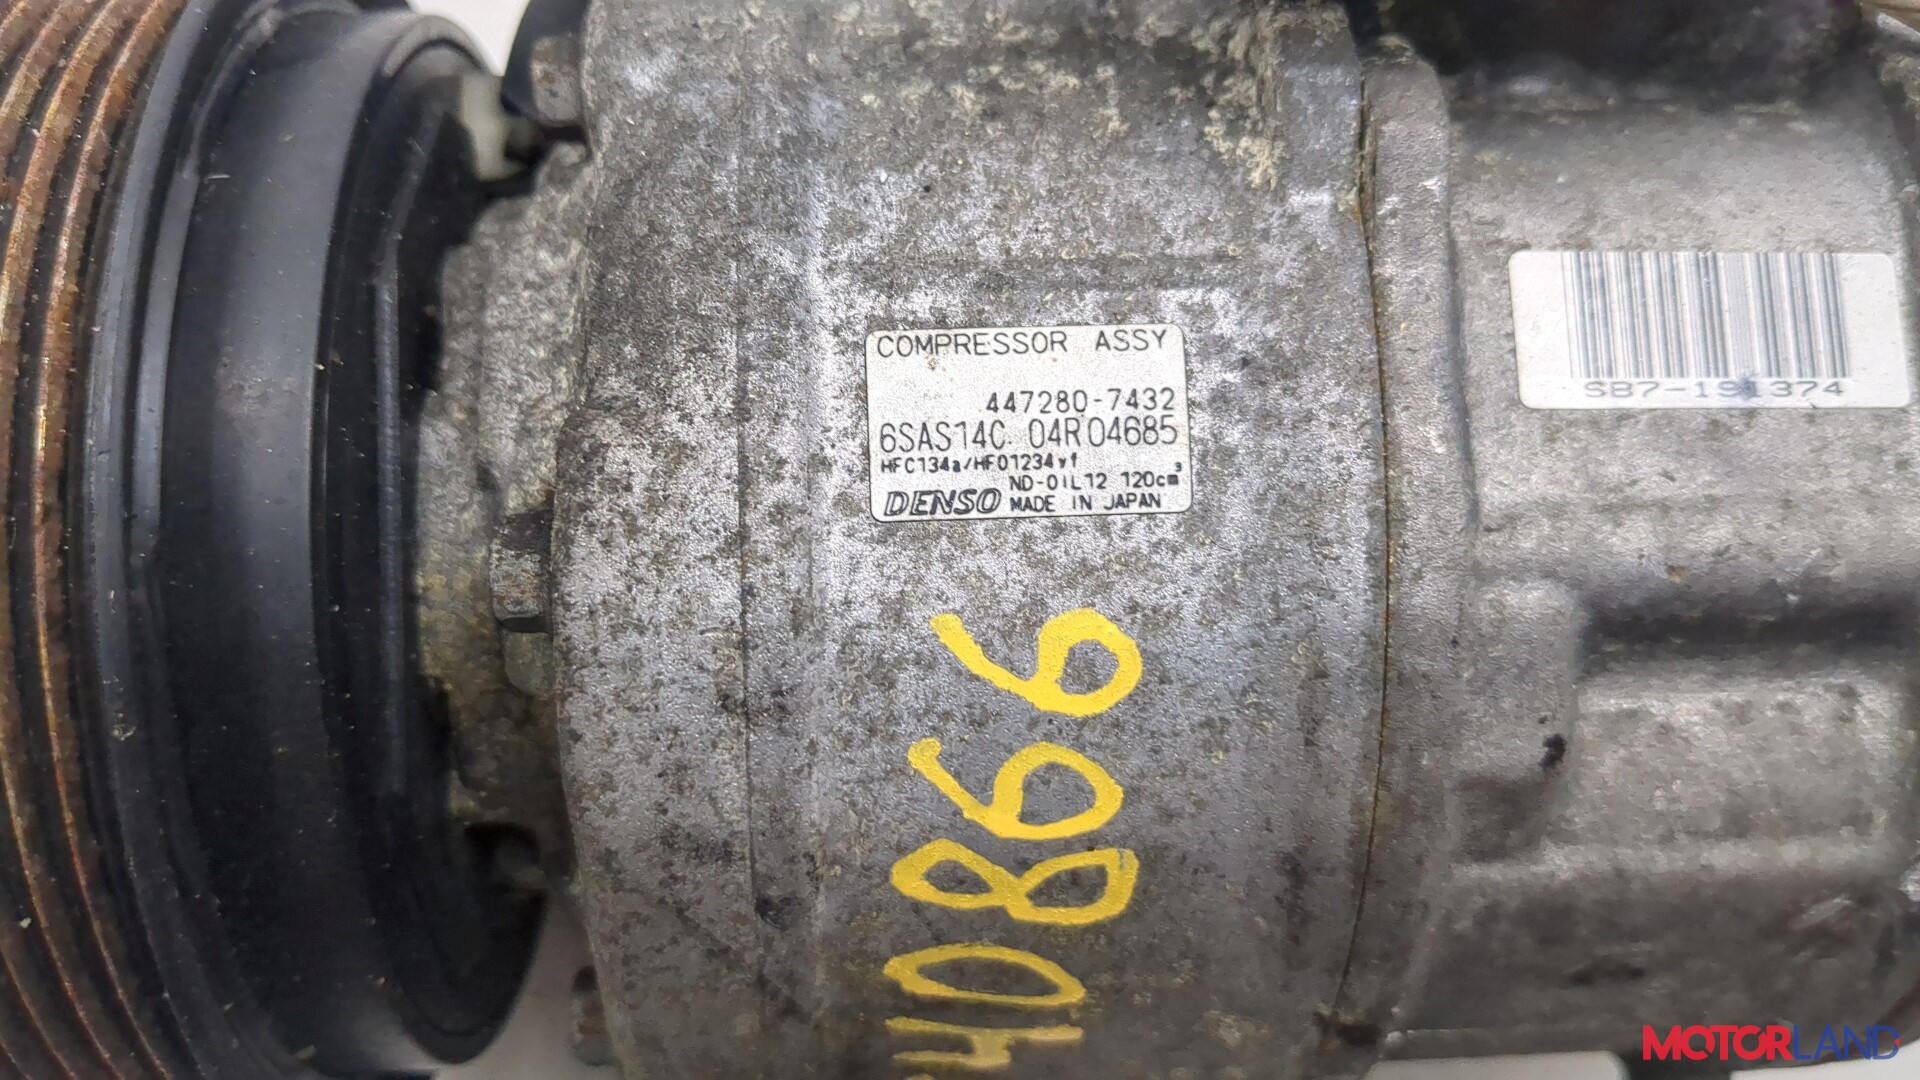 COMPRESSOR ASSY
447280-7432
6SAS14C 04R04685
HFC134a/HFO1234yf
ND-OIL12 120cm³
DENSO MADE IN JAPAN
SB7-191374
40866
MOTORLAND